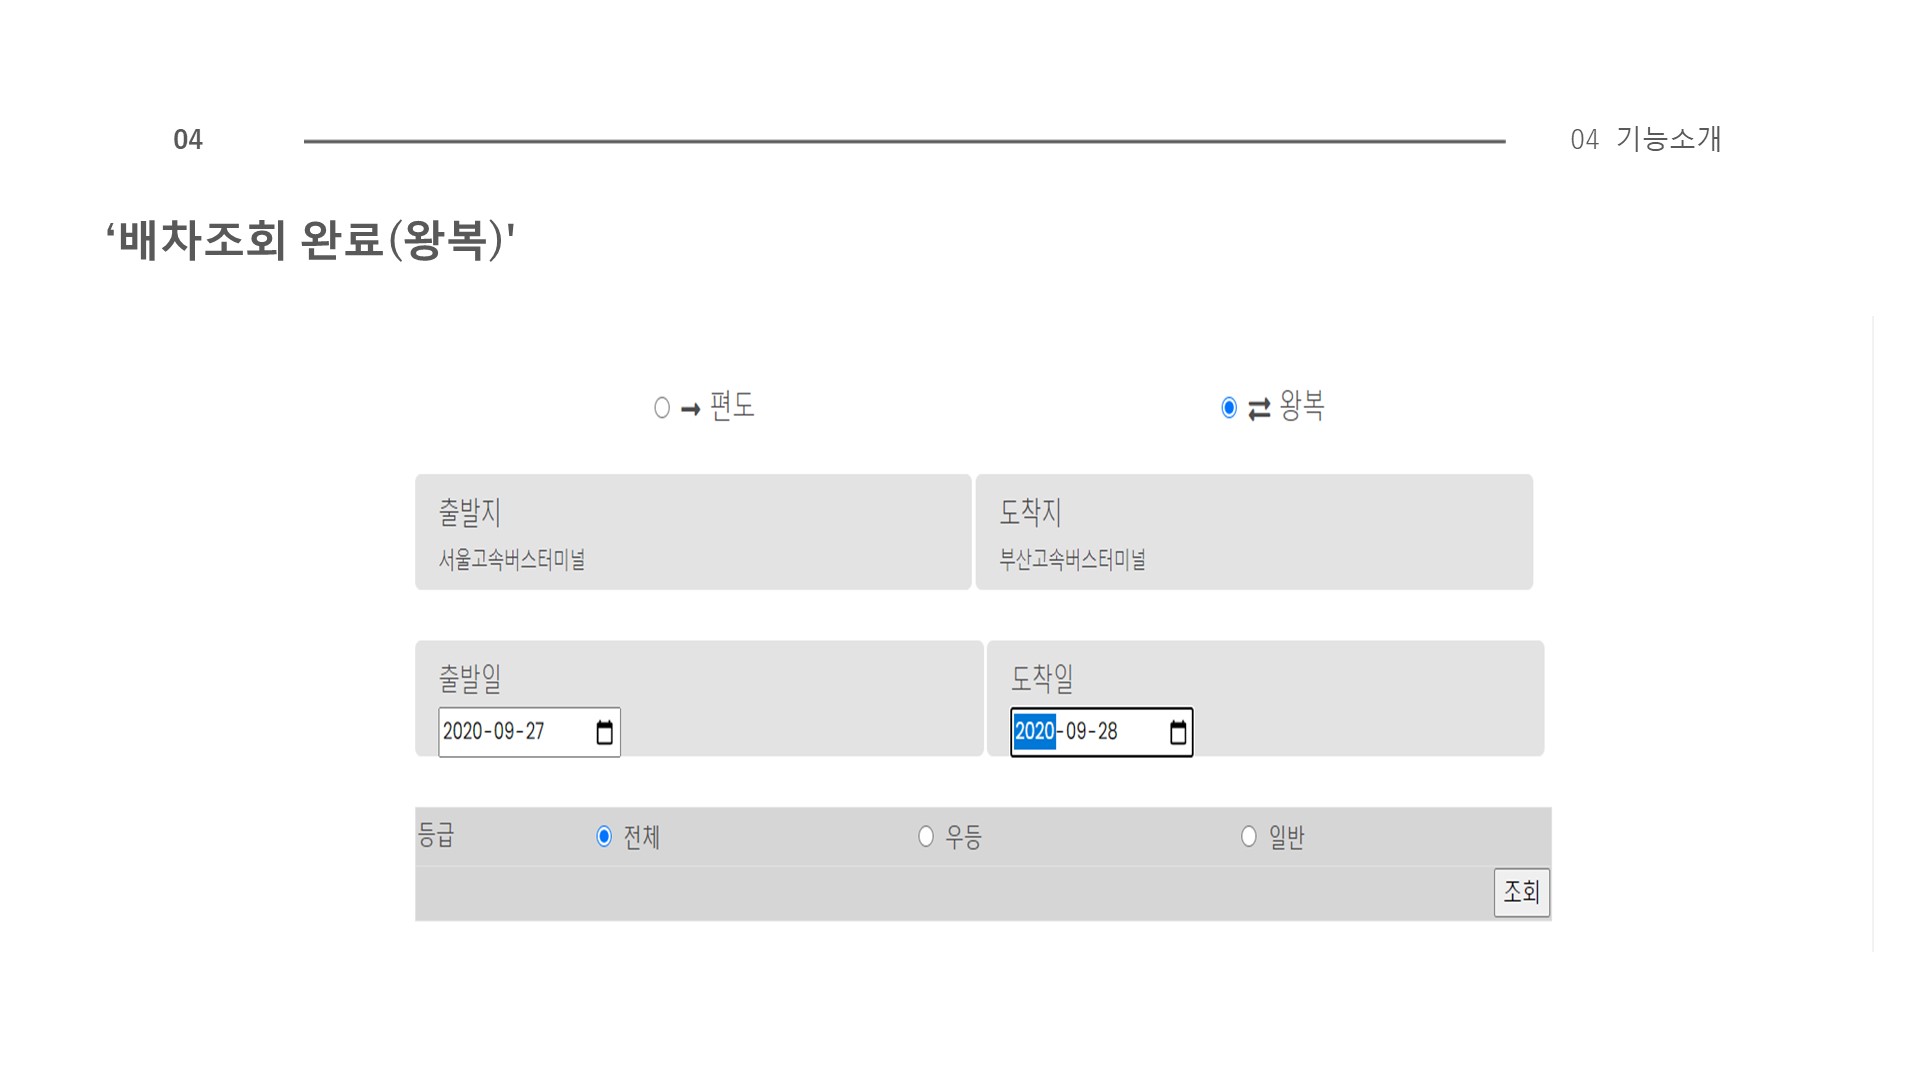 04
04 기능소개
‘배차조회 완료(왕복)'
편도
왕복
출발지
도착지
서울고속버스터미널
부산고속버스터미널
출발일
도착일
2020-09-27
2020-09-28
등급 전체 우등 일반
조회